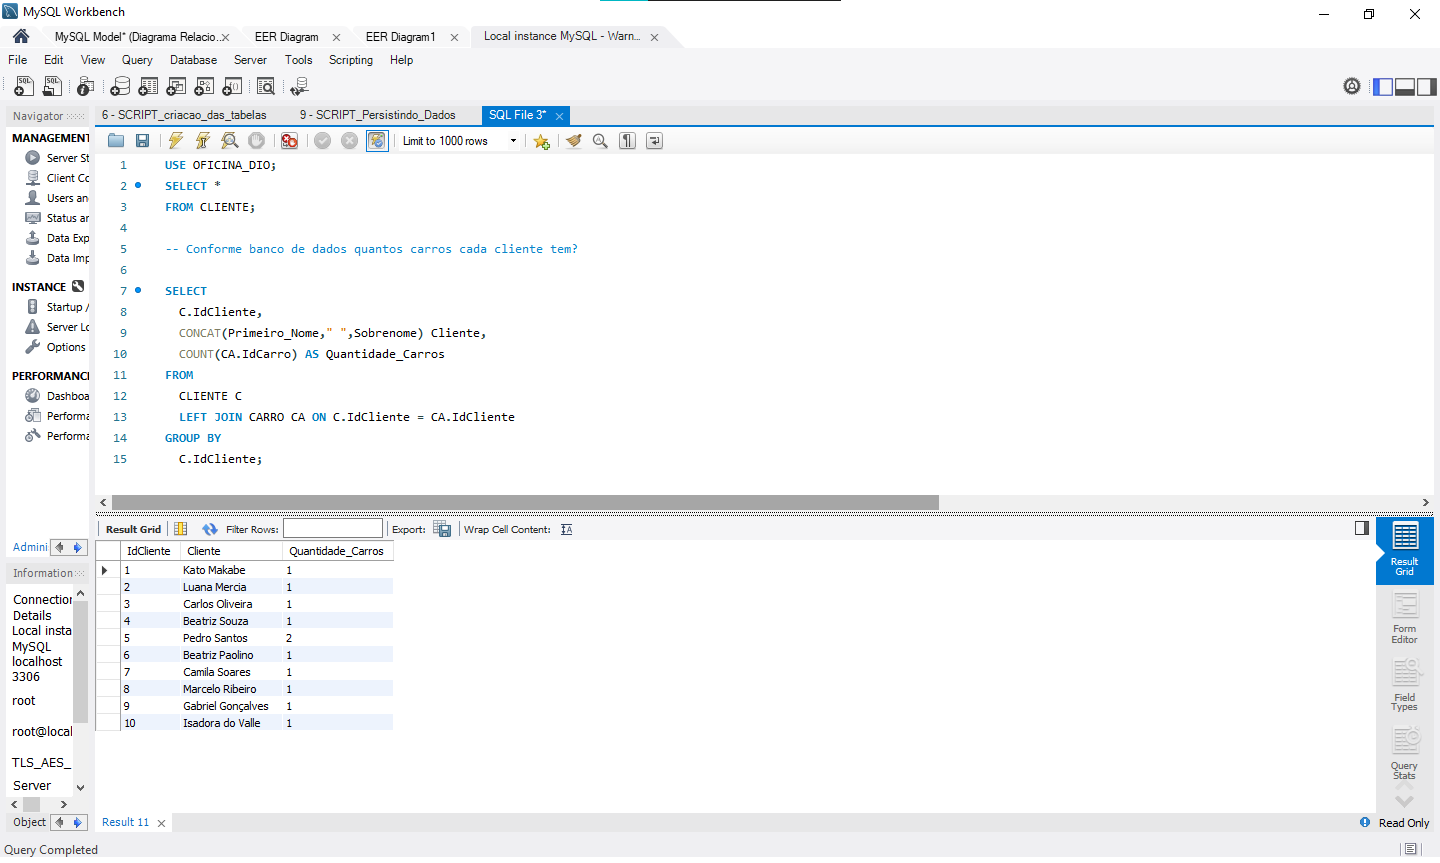 MySQL Workbench
MySQL Model* (Diagrama Relacio...
EER Diagram
EER Diagram1
Local instance MySQL - Warn...
File Edit View Query Database Server Tools Scripting Help
Navigator
6 - SCRIPT_criacao_das_tabelas
9 - SCRIPT_Persistindo_Dados
SQL File 3*
MANAGEMENT
Server St
Client Co
Users an
Status ar
Data Exp
Data Imp
INSTANCE
Startup /
Server Lo
Options
PERFORMANC
Dashboa
Performa
Performa
Admini
Limit to 1000 rows
1 USE OFICINA_DIO;
2 SELECT *
3 FROM CLIENTE;
4
5 -- Conforme banco de dados quantos carros cada cliente tem?
6
7 SELECT
8 C.IdCliente,
9 CONCAT(Primeiro_Nome," ",Sobrenome) Cliente,
10 COUNT(CA.IdCarro) AS Quantidade_Carros
11 FROM
12 CLIENTE C
13 LEFT JOIN CARRO CA ON C.IdCliente = CA.IdCliente
14 GROUP BY
15 C.IdCliente;
Result Grid Filter Rows: Export: Wrap Cell Content:
IdCliente Cliente Quantidade_Carros
1 Kato Makabe 1
2 Luana Mercia 1
3 Carlos Oliveira 1
4 Beatriz Souza 1
5 Pedro Santos 2
6 Beatriz Paolino 1
7 Camila Soares 1
8 Marcelo Ribeiro 1
9 Gabriel Gonçalves 1
10 Isadora do Valle 1
Result
Grid
Form
Editor
Field
Types
Query
Stats
Information
Connection
Details
Local insta
MySQL
localhost
3306
root
root@local
TLS_AES_
Server
Object
Result 11
Read Only
Query Completed